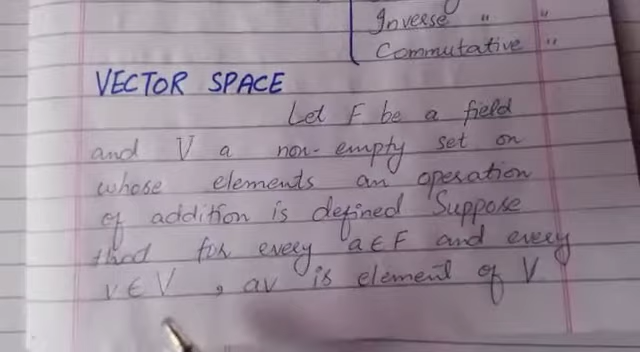 Inverse " "
Commutative "
VECTOR SPACE
Let F be a field
and V a non-empty set on
whose elements an operation
of addition is defined Suppose
that for every a∈F and every
v∈V , av is element of V